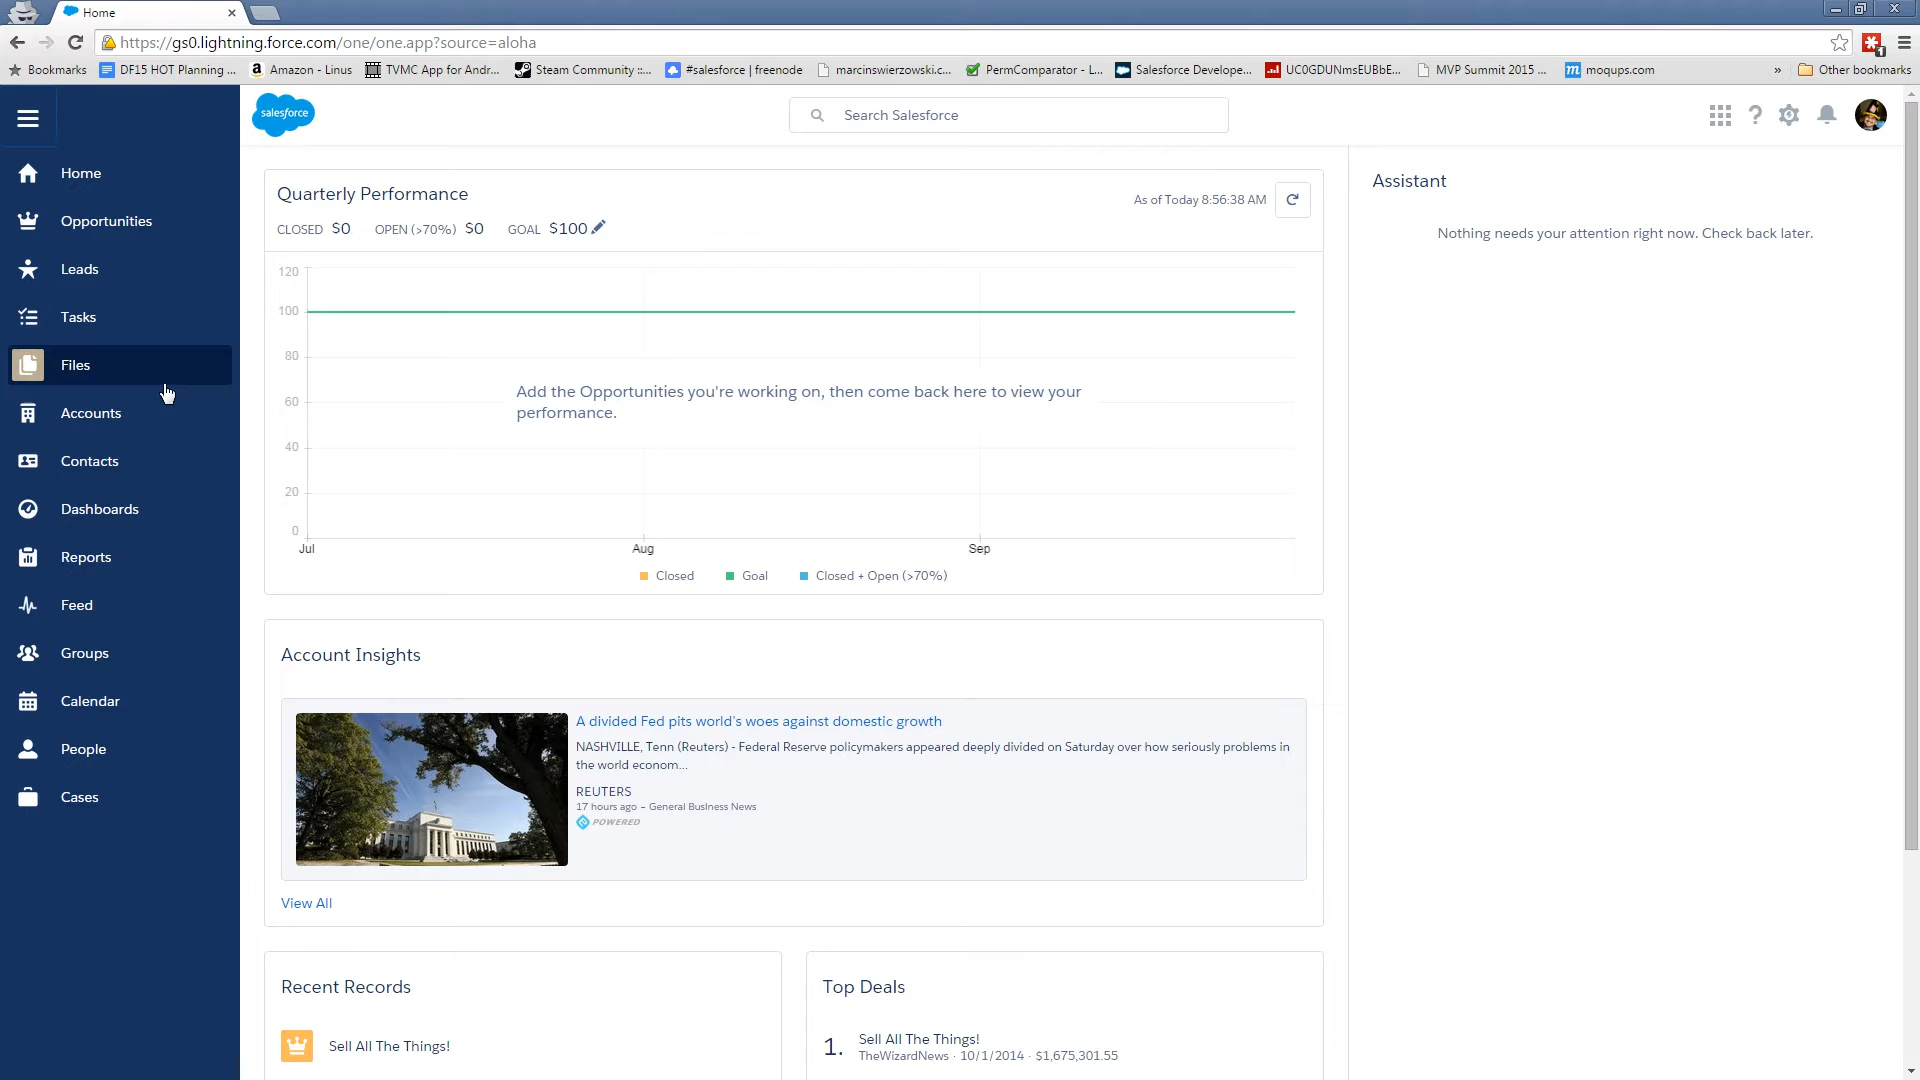 Home
https://gs0.lightning.force.com/one/one.app?source=aloha
1
Bookmarks DF15 HOT Planning ... Amazon - Linus TVMC App for Andr... Steam Community ::... #salesforce | freenode marcinswierzowski.c... PermComparator - L... Salesforce Develope... UC0GDUNmsEUBbE... MVP Summit 2015 ... moqups.com » Other bookmarks
salesforce
Search Salesforce
Home
Opportunities
Leads
Tasks
Files
Accounts
Contacts
Dashboards
Reports
Feed
Groups
Calendar
People
Cases
Quarterly Performance
As of Today 8:56:38 AM
CLOSED $0 OPEN (>70%) $0 GOAL $100
120
100
80
60
40
20
0
Add the Opportunities you're working on, then come back here to view your
performance.
Jul Aug Sep
Closed Goal Closed + Open (>70%)
Assistant
Nothing needs your attention right now. Check back later.
Account Insights
A divided Fed pits world's woes against domestic growth
NASHVILLE, Tenn (Reuters) - Federal Reserve policymakers appeared deeply divided on Saturday over how seriously problems in
the world econom...
REUTERS
17 hours ago – General Business News
POWERED
View All
Recent Records
Sell All The Things!
Top Deals
1. Sell All The Things!
TheWizardNews · 10/1/2014 · $1,675,301.55